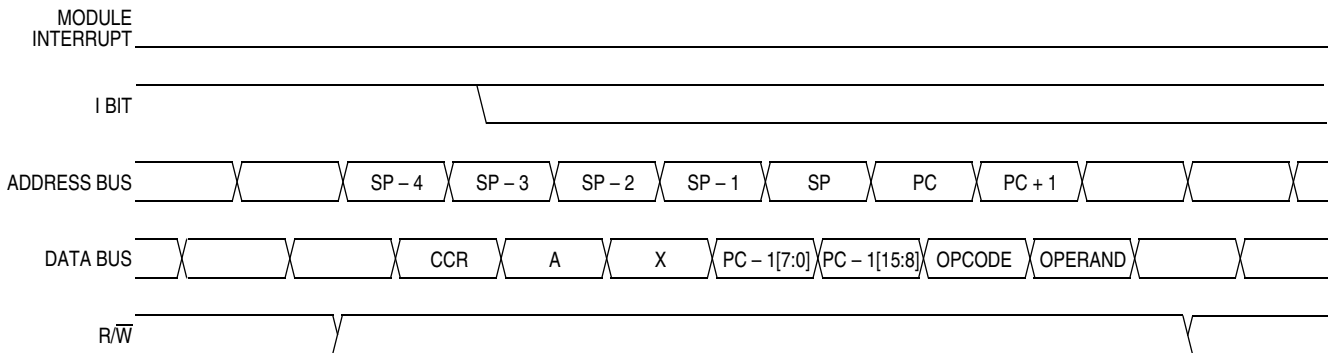 MODULE
INTERRUPT
I BIT
ADDRESS BUS SP – 4 SP – 3 SP – 2 SP – 1 SP PC PC + 1
DATA BUS CCR A X PC – 1[7:0] PC – 1[15:8] OPCODE OPERAND
R/W̅